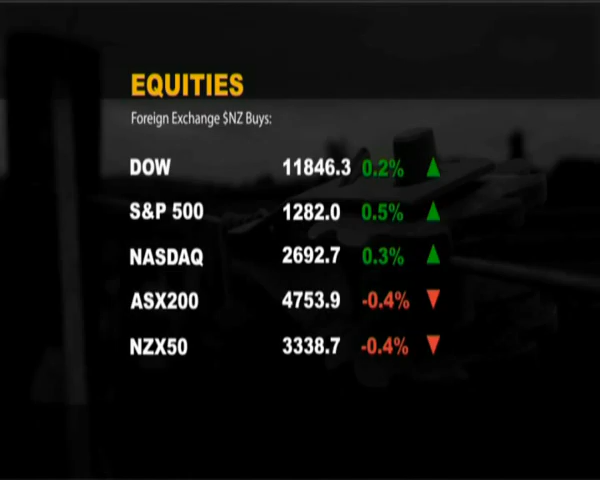 EQUITIES
Foreign Exchange $NZ Buys:
DOW 11846.3 0.2% ▲
S&P 500 1282.0 0.5% ▲
NASDAQ 2692.7 0.3% ▲
ASX200 4753.9 -0.4% ▼
NZX50 3338.7 -0.4% ▼